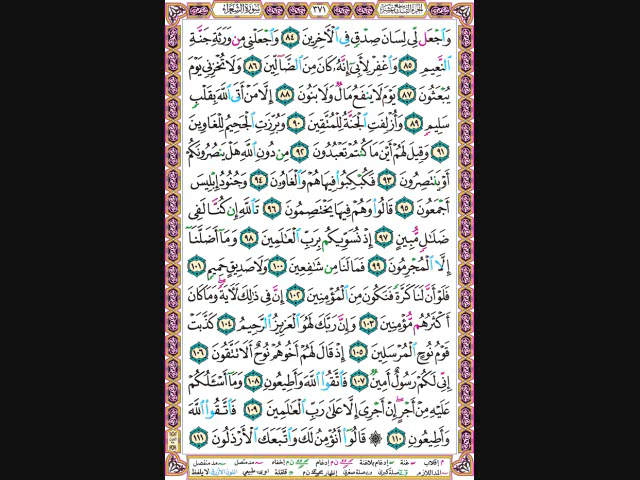 سورة الشعراء ٣٧١ الجزء التاسع عشر
وَٱجْعَل لِّى لِسَانَ صِدْقٍ فِى ٱلْآخِرِينَ ٨٤ وَٱجْعَلْنِى مِن وَرَثَةِ جَنَّةِ
ٱلنَّعِيمِ ٨٥ وَٱغْفِرْ لِأَبِىٓ إِنَّهُۥ كَانَ مِنَ ٱلضَّآلِّينَ ٨٦ وَلَا تُخْزِنِى يَوْمَ
يُبْعَثُونَ ٨٧ يَوْمَ لَا يَنفَعُ مَالٌ وَلَا بَنُونَ ٨٨ إِلَّا مَنْ أَتَى ٱللَّهَ بِقَلْبٍ
سَلِيمٍ ٨٩ وَأُزْلِفَتِ ٱلْجَنَّةُ لِلْمُتَّقِينَ ٩٠ وَبُرِّزَتِ ٱلْجَحِيمُ لِلْغَاوِينَ
٩١ وَقِيلَ لَهُمْ أَيْنَ مَا كُنتُمْ تَعْبُدُونَ ٩٢ مِن دُونِ ٱللَّهِ هَلْ يَنصُرُونَكُمْ
أَوْ يَنتَصِرُونَ ٩٣ فَكُبْكِبُوا۟ فِيهَا هُمْ وَٱلْغَاوُۥنَ ٩٤ وَجُنُودُ إِبْلِيسَ
أَجْمَعُونَ ٩٥ قَالُوا۟ وَهُمْ فِيهَا يَخْتَصِمُونَ ٩٦ تَٱللَّهِ إِن كُنَّا لَفِى
ضَلَٰلٍ مُّبِينٍ ٩٧ إِذْ نُسَوِّيكُم بِرَبِّ ٱلْعَٰلَمِينَ ٩٨ وَمَآ أَضَلَّنَآ
إِلَّا ٱلْمُجْرِمُونَ ٩٩ فَمَا لَنَا مِن شَٰفِعِينَ ١٠٠ وَلَا صَدِيقٍ حَمِيمٍ ١٠١
فَلَوْ أَنَّ لَنَا كَرَّةً فَنَكُونَ مِنَ ٱلْمُؤْمِنِينَ ١٠٢ إِنَّ فِى ذَٰلِكَ لَآيَةً وَمَا كَانَ
أَكْثَرُهُم مُّؤْمِنِينَ ١٠٣ وَإِنَّ رَبَّكَ لَهُوَ ٱلْعَزِيزُ ٱلرَّحِيمُ ١٠٤ كَذَّبَتْ
قَوْمُ نُوحٍ ٱلْمُرْسَلِينَ ١٠٥ إِذْ قَالَ لَهُمْ أَخُوهُمْ نُوحٌ أَلَا تَتَّقُونَ ١٠٦
إِنِّى لَكُمْ رَسُولٌ أَمِينٌ ١٠٧ فَٱتَّقُوا۟ ٱللَّهَ وَأَطِيعُونِ ١٠٨ وَمَآ أَسْـَٔلُكُمْ
عَلَيْهِ مِنْ أَجْرٍ إِنْ أَجْرِىَ إِلَّا عَلَىٰ رَبِّ ٱلْعَٰلَمِينَ ١٠٩ فَٱتَّقُوا۟ ٱللَّهَ
وَأَطِيعُونِ ١١٠ ۞ قَالُوٓا۟ أَنُؤْمِنُ لَكَ وَٱتَّبَعَكَ ٱلْأَرْذَلُونَ ١١١